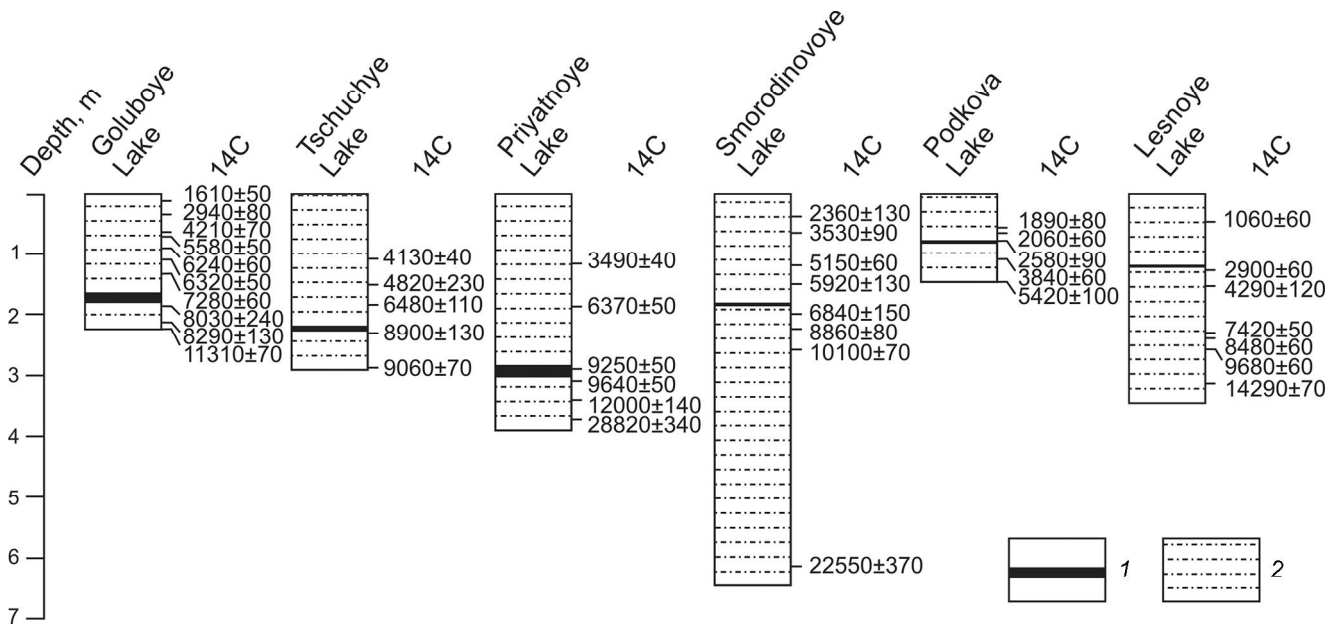 Depth, m
Goluboye
Lake
14C
Tschuchye
Lake
14C
Priyatnoye
Lake
14C
Smorodinovoye
Lake
14C
Podkova
Lake
14C
Lesnoye
Lake
14C
1
2
3
4
5
6
7
1610±50
2940±80
4210±70
5580±50
6240±60
6320±50
7280±60
8030±240
8290±130
11310±70
4130±40
4820±230
6480±110
8900±130
9060±70
3490±40
6370±50
9250±50
9640±50
12000±140
28820±340
2360±130
3530±90
5150±60
5920±130
6840±150
8860±80
10100±70
22550±370
1890±80
2060±60
2580±90
3840±60
5420±100
1060±60
2900±60
4290±120
7420±50
8480±60
9680±60
14290±70
1
2